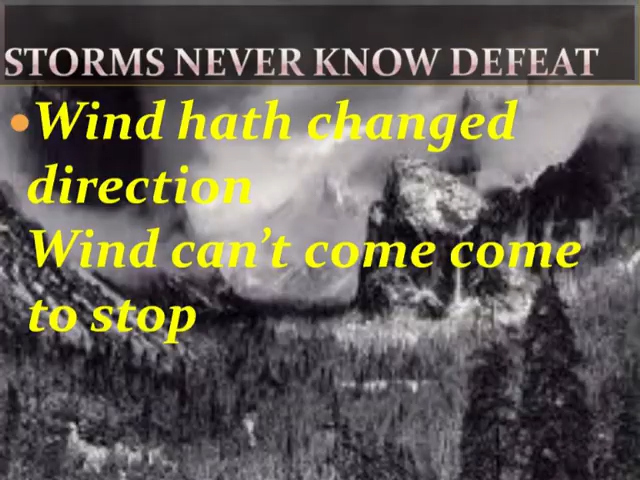 STORMS NEVER KNOW DEFEAT
•Wind hath changed
direction
Wind can’t come come
to stop